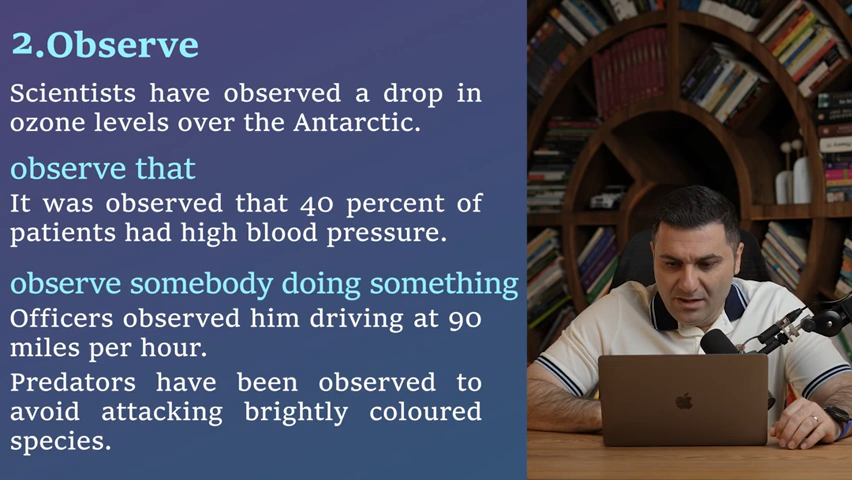 2.Observe
Scientists have observed a drop in
ozone levels over the Antarctic.
observe that
It was observed that 40 percent of
patients had high blood pressure.
observe somebody doing something
Officers observed him driving at 90
miles per hour.
Predators have been observed to
avoid attacking brightly coloured
species.